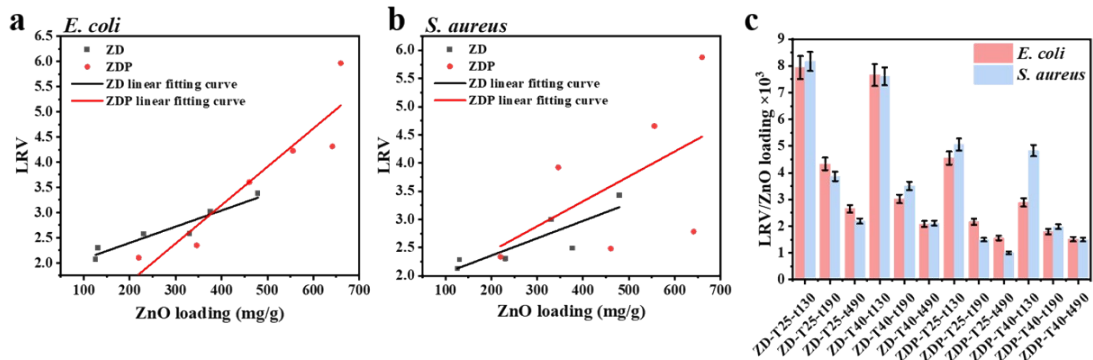 a
E. coli
6.5
6.0
5.5
5.0
4.5
4.0
3.5
3.0
2.5
2.0
LRV
ZD
ZDP
ZD linear fitting curve
ZDP linear fitting curve
100 200 300 400 500 600 700
ZnO loading (mg/g)
b
S. aureus
6.0
5.5
5.0
4.5
4.0
3.5
3.0
2.5
2.0
LRV
ZD
ZDP
ZD linear fitting curve
ZDP linear fitting curve
100 200 300 400 500 600 700
ZnO loading (mg/g)
c
9
8
7
6
5
4
3
2
1
0
LRV/ZnO loading ×10³
E. coli
S. aureus
ZD-T25-t130
ZD-T25-t190
ZD-T25-t490
ZD-T40-t130
ZD-T40-t190
ZD-T40-t490
ZDP-T25-t130
ZDP-T25-t190
ZDP-T25-t490
ZDP-T40-t130
ZDP-T40-t190
ZDP-T40-t490